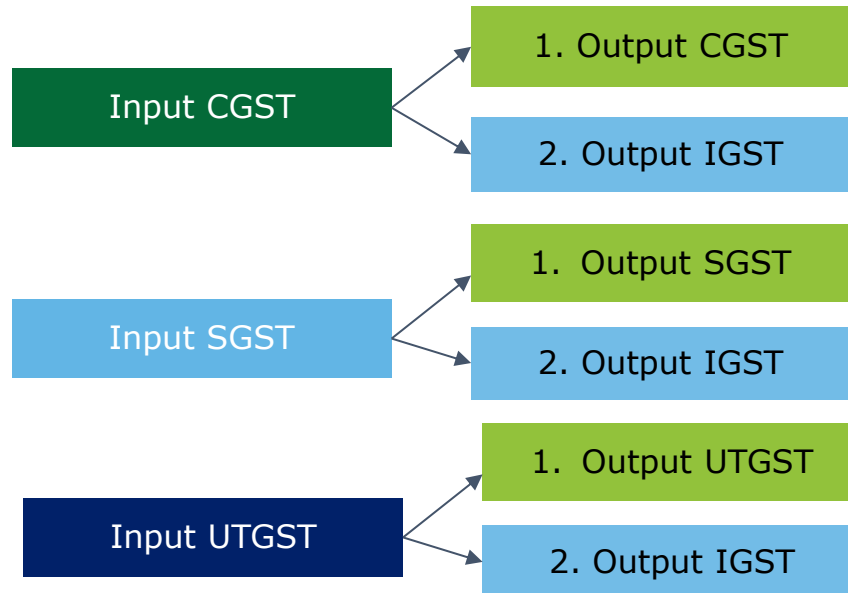 Input CGST
1. Output CGST
2. Output IGST
Input SGST
1. Output SGST
2. Output IGST
Input UTGST
1. Output UTGST
2. Output IGST